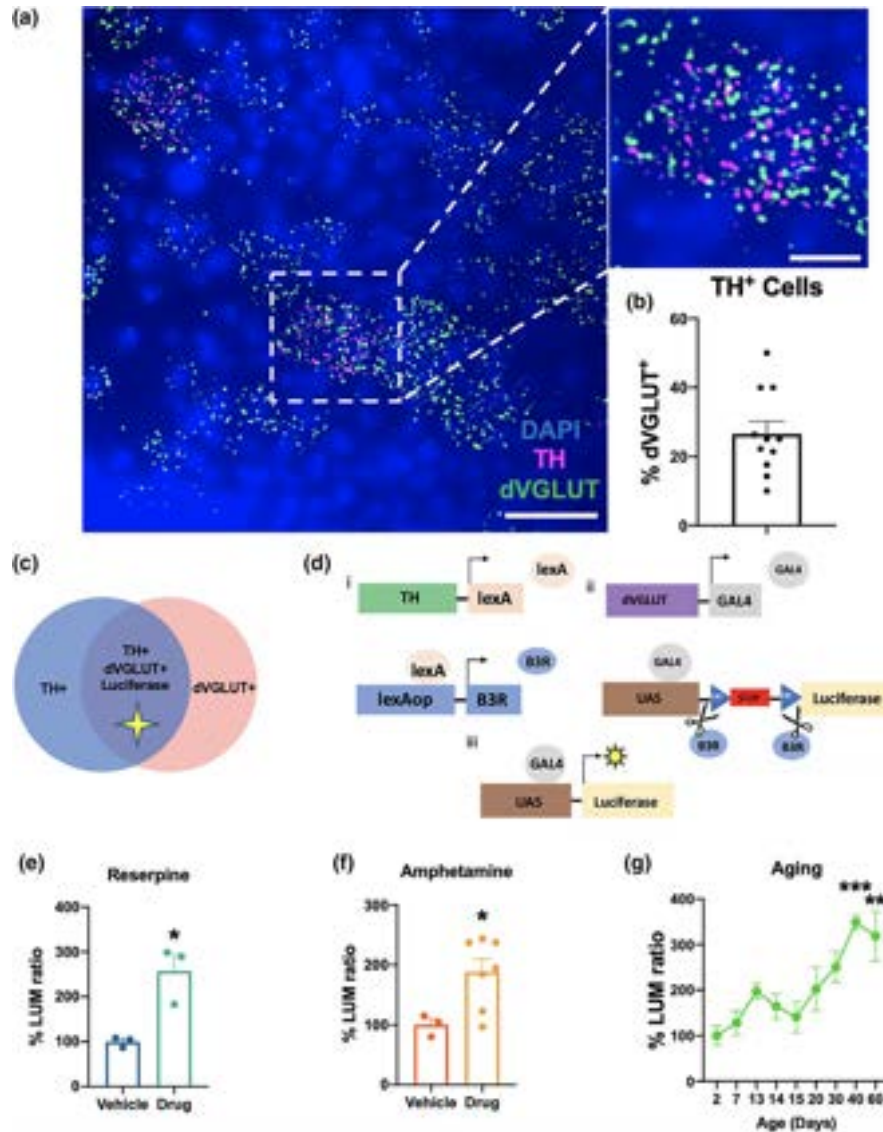 (a)
DAPI
TH
dVGLUT
(b)
TH+ Cells
% dVGLUT+
60
40
20
0
(c)
TH+
TH+
dVGLUT+
Luciferase
dVGLUT+
(d)
i
TH
lexA
lexA
ii
dVGLUT
GAL4
GAL4
lexA
lexAop
B3R
B3R
GAL4
UAS
Luciferase
B3R
B3R
iii
GAL4
UAS
Luciferase
(e)
Reserpine
% LUM ratio
400
300
200
100
0
*
Vehicle
Drug
(f)
Amphetamine
% LUM ratio
300
200
100
0
*
Vehicle
Drug
(g)
Aging
% LUM ratio
400
300
200
100
0
***
**
2 7 13 14 15 20 30 40 60
Age (Days)